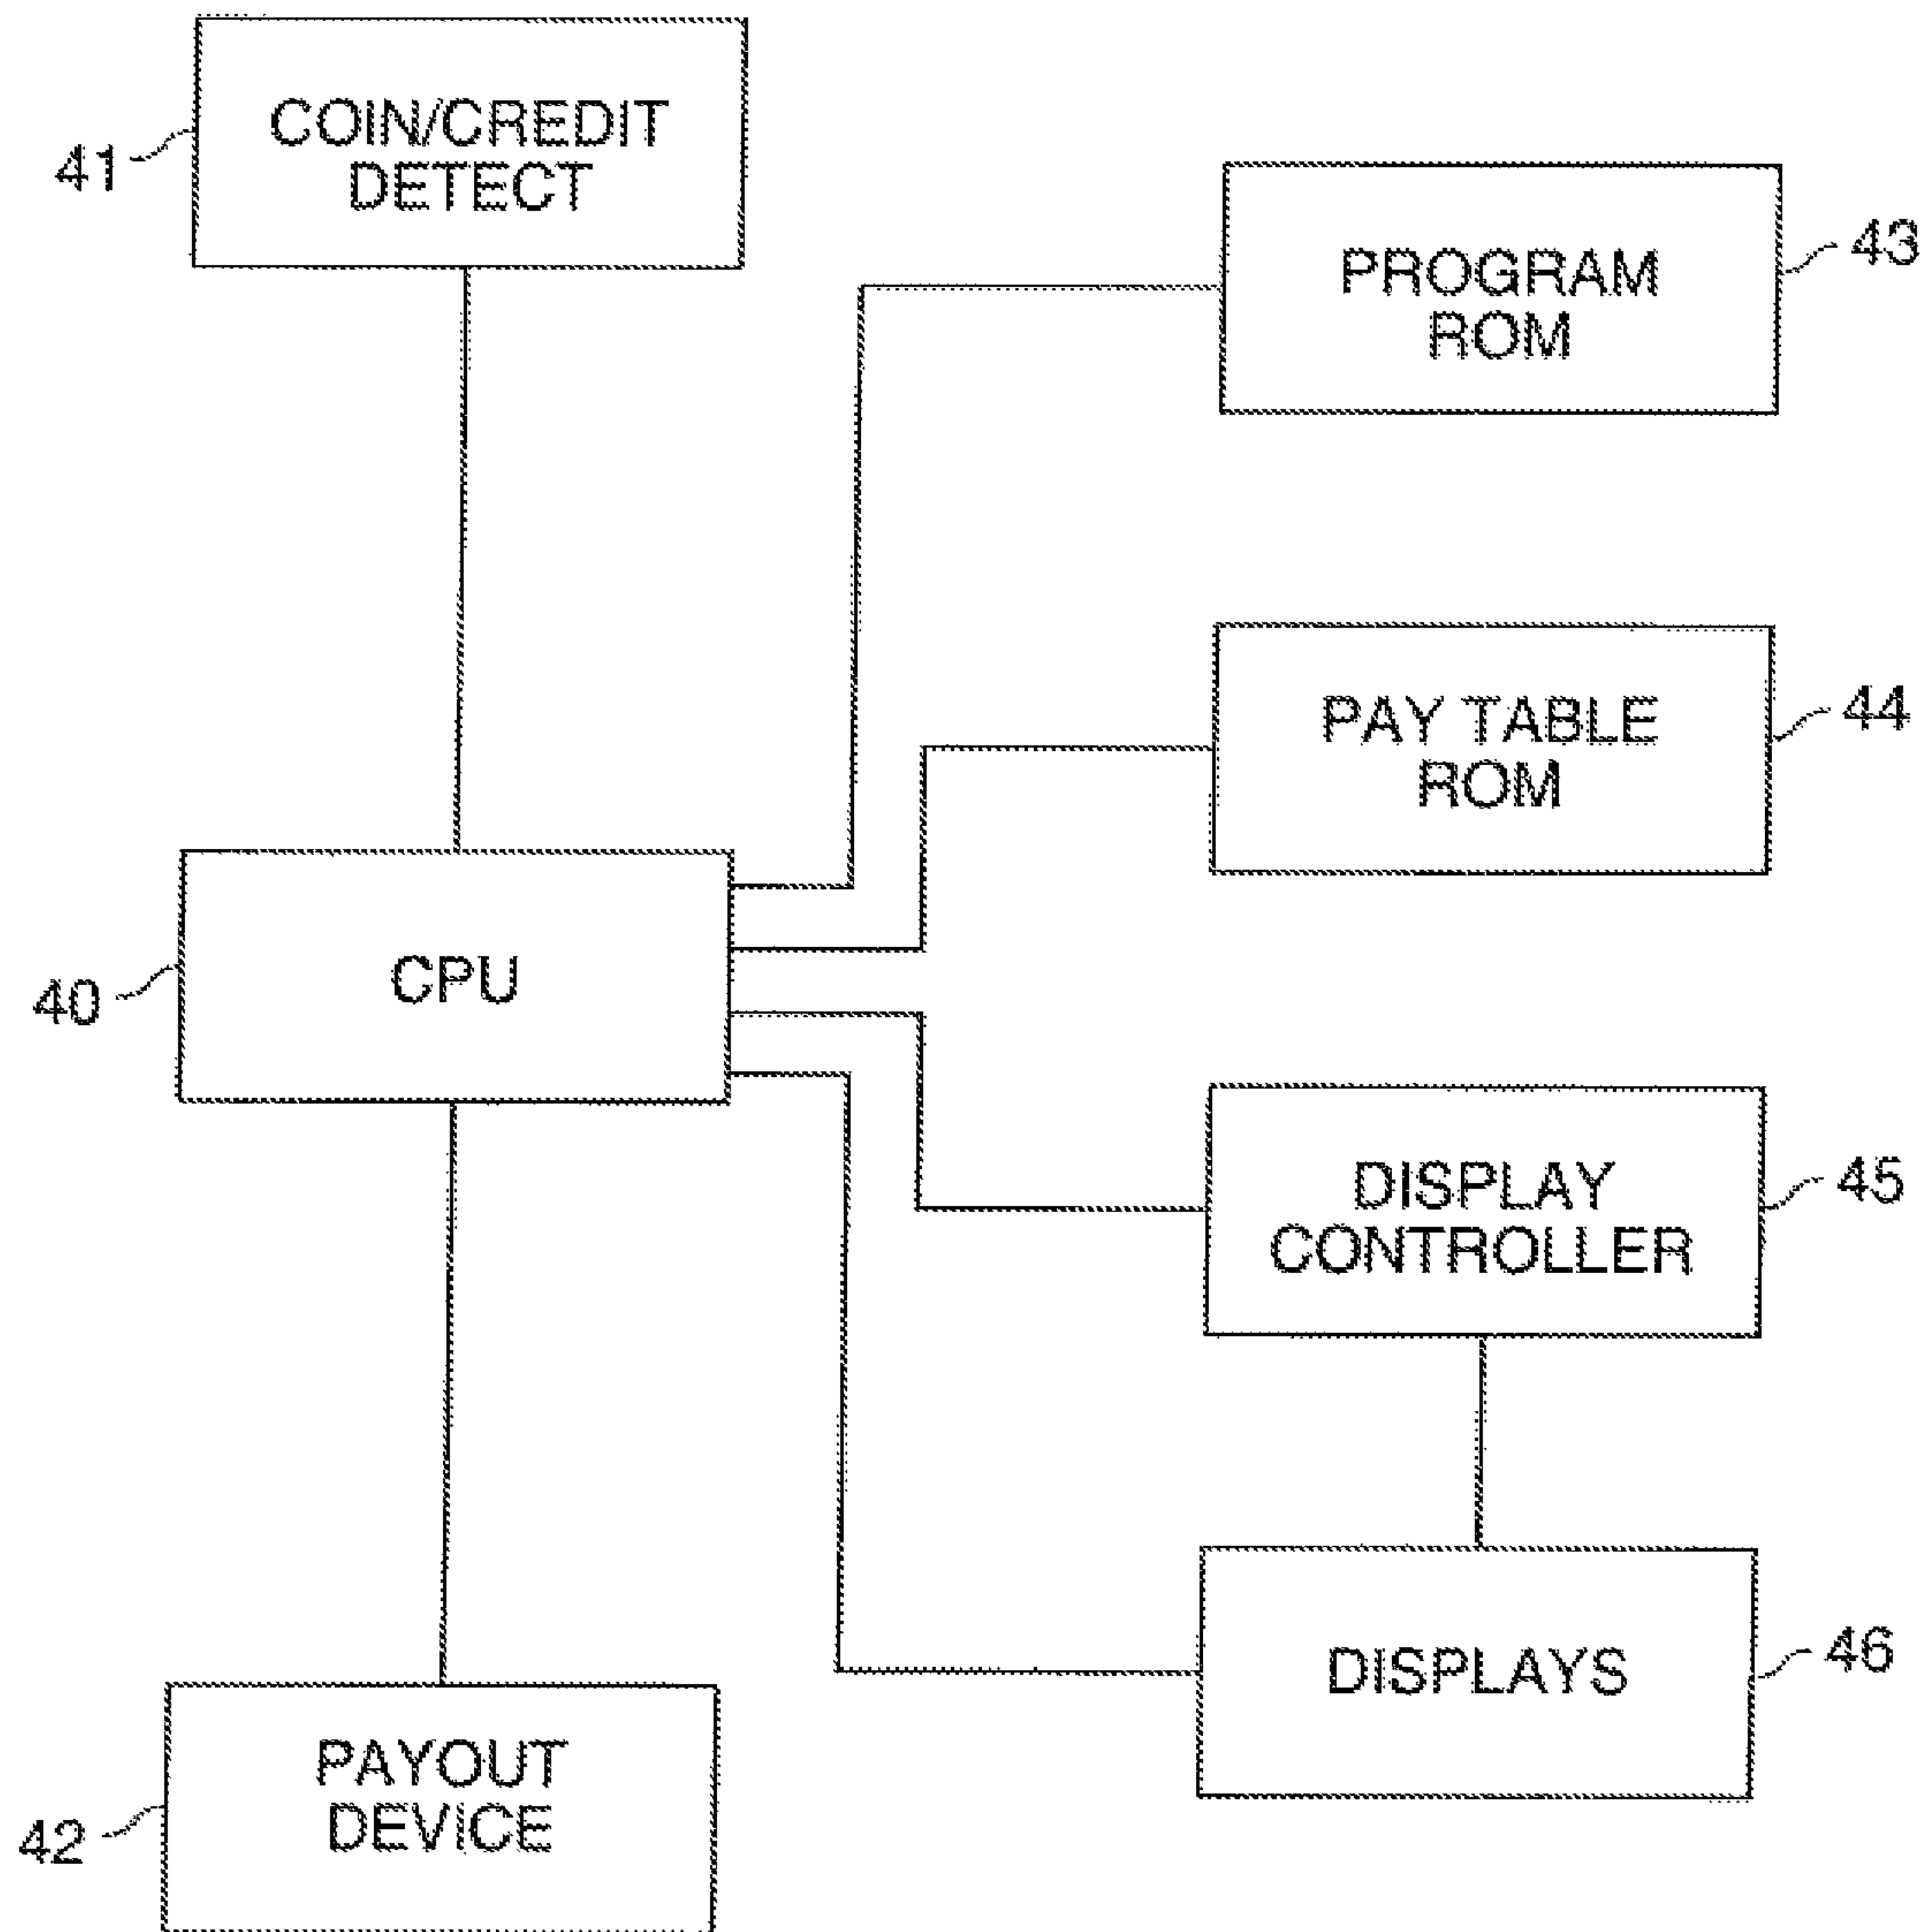 COIN/CREDIT
DETECT
41
PROGRAM
ROM
43
PAY TABLE
ROM
44
CPU
40
DISPLAY
CONTROLLER
45
DISPLAYS
46
PAYOUT
DEVICE
42